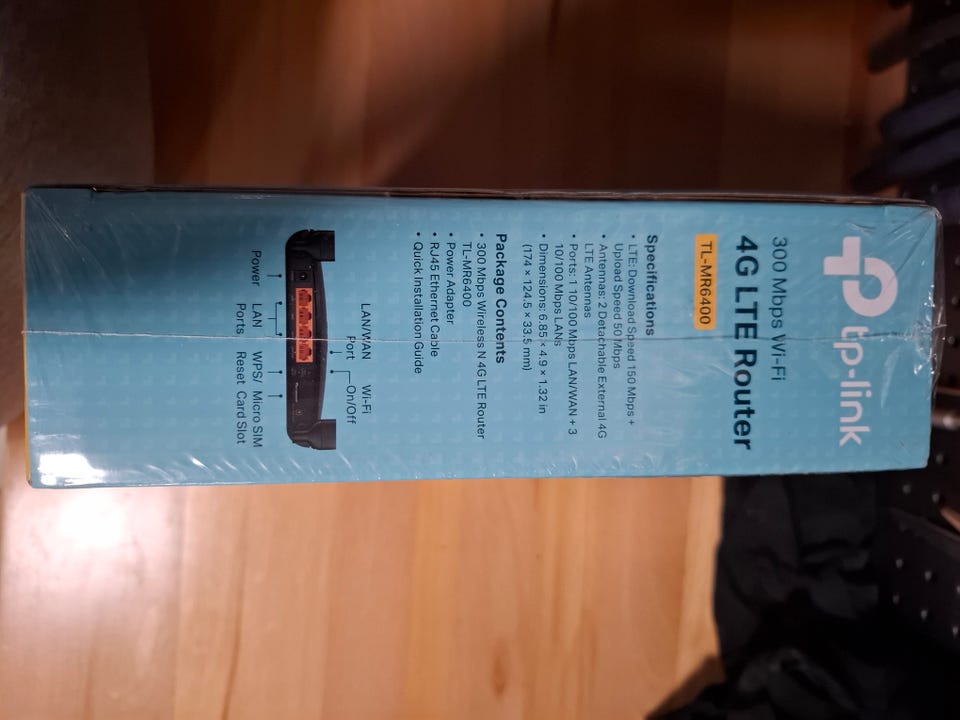 tp-link
300 Mbps Wi-Fi
4G LTE Router
TL-MR6400
Specifications
• LTE: Download Speed 150 Mbps +
Upload Speed 50 Mbps
• Antennas: 2 Detachable External 4G
LTE Antennas
• Ports: 1 10/100 Mbps LAN/WAN + 3
10/100 Mbps LANs
• Dimensions: 6.85 × 4.9 × 1.32 in
(174 × 124.5 × 33.5 mm)
Package Contents
• 300 Mbps Wireless N 4G LTE Router
TL-MR6400
• Power Adapter
• RJ45 Ethernet Cable
• Quick Installation Guide
LAN/WAN
Port
Wi-Fi
On/Off
Power
LAN
Ports
WPS/
Reset
Micro SIM
Card Slot